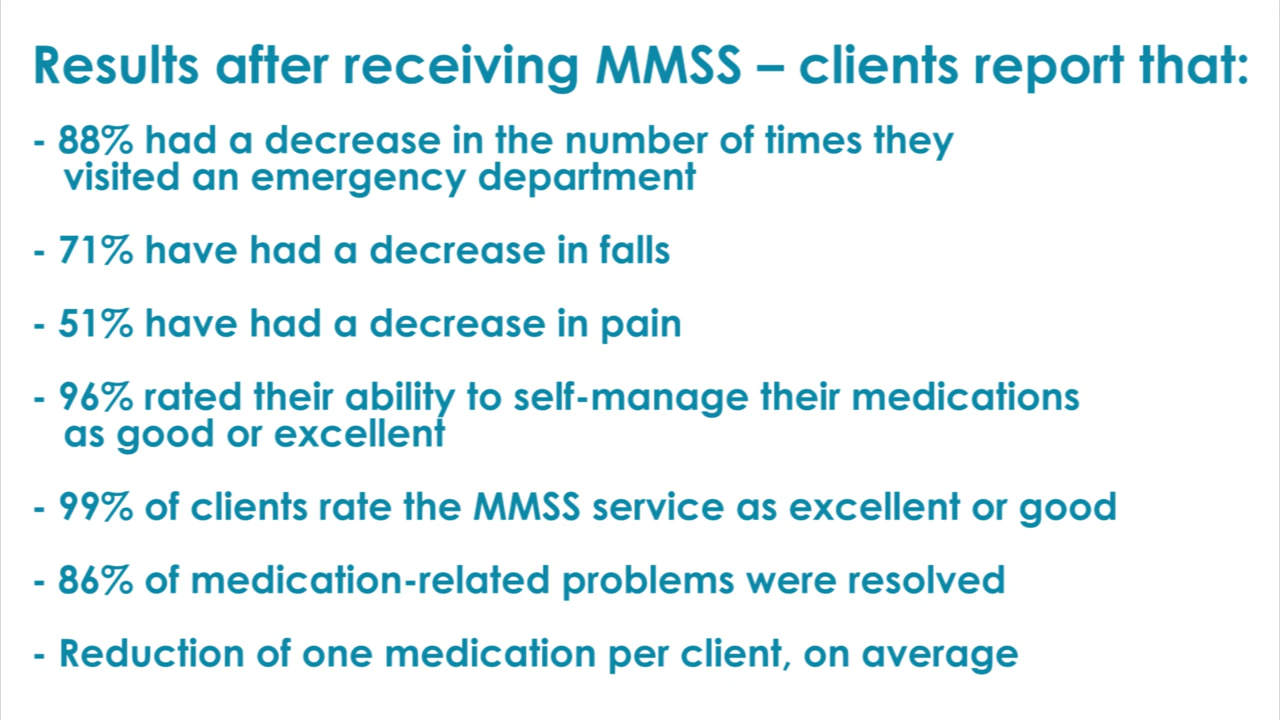 Results after receiving MMSS – clients report that:
- 88% had a decrease in the number of times they
visited an emergency department
- 71% have had a decrease in falls
- 51% have had a decrease in pain
- 96% rated their ability to self-manage their medications
as good or excellent
- 99% of clients rate the MMSS service as excellent or good
- 86% of medication-related problems were resolved
- Reduction of one medication per client, on average